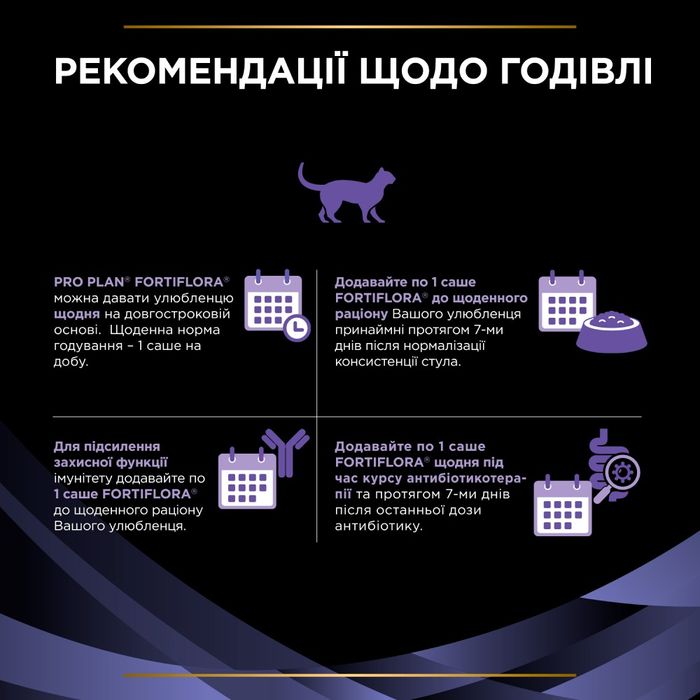 РЕКОМЕНДАЦІЇ ЩОДО ГОДІВЛІ
PRO PLAN® FORTIFLORA®
можна давати улюбленцю
щодня на довгостроковій
основі. Щоденна норма
годування – 1 саше на
добу.
Додавайте по 1 саше
FORTIFLORA® до щоденного
раціону Вашого улюбленця
принаймні протягом 7-ми
днів після нормалізації
консистенції стула.
Для підсилення
захисної функції
імунітету додавайте по
1 саше FORTIFLORA®
до щоденного раціону
Вашого улюбленця.
Додавайте по 1 саше
FORTIFLORA® щодня під
час курсу антибіотикотера-
пії та протягом 7-ми днів
після останньої дози
антибіотику.